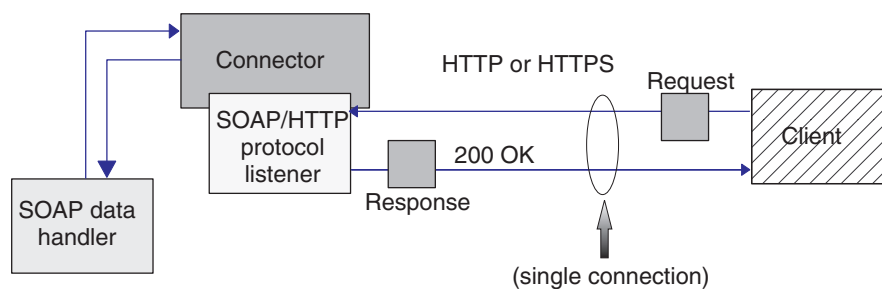 Connector
HTTP or HTTPS
Request
SOAP/HTTP
protocol
listener
Client
200 OK
Response
SOAP data
handler
(single connection)